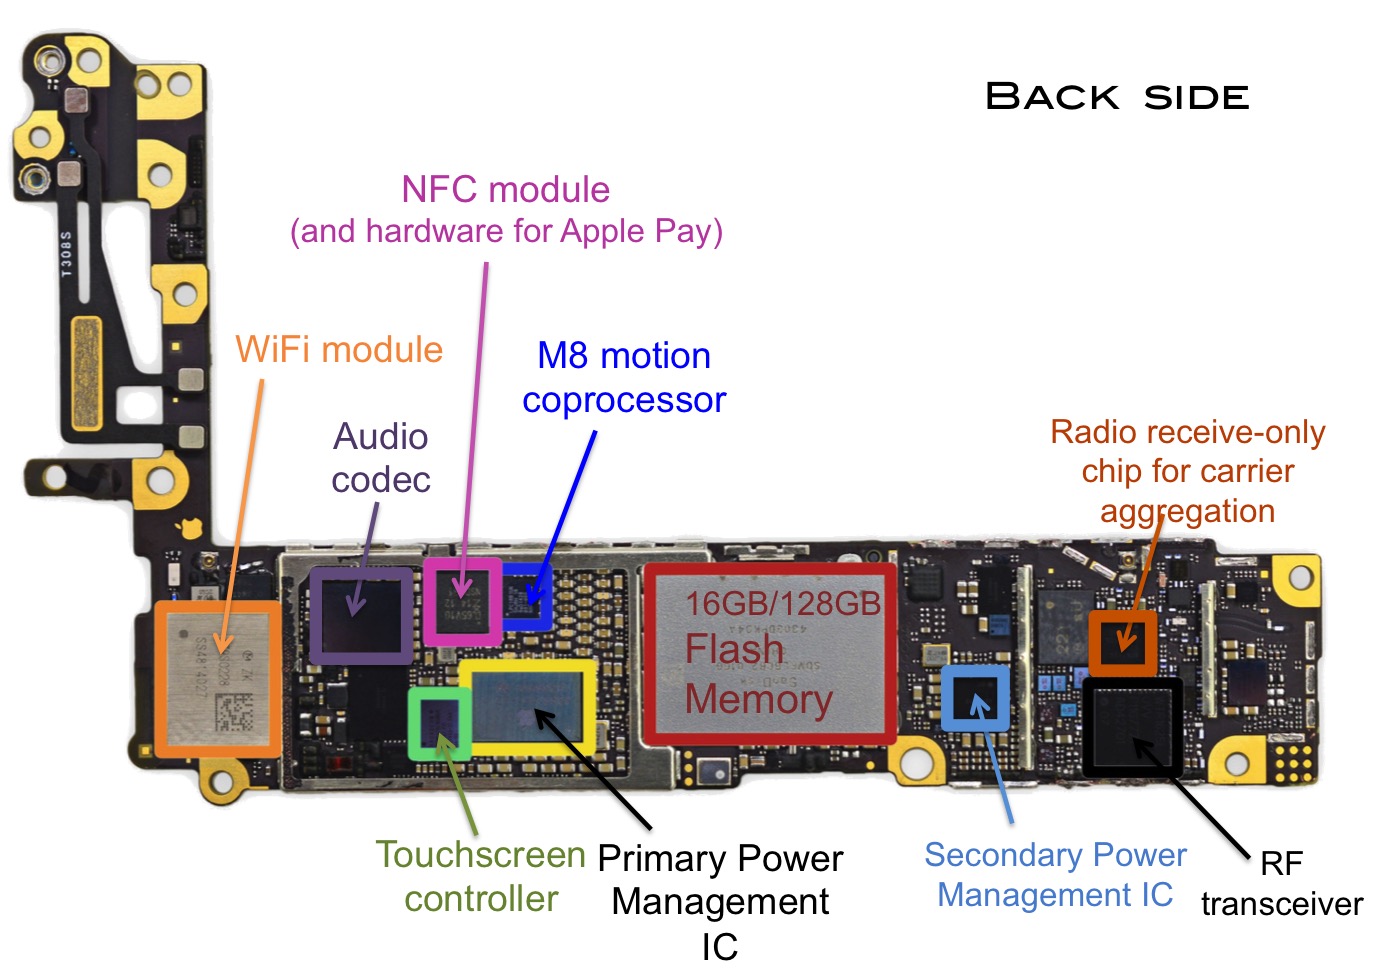 BACK SIDE
NFC module
(and hardware for Apple Pay)
T308S
WiFi module
M8 motion
coprocessor
Audio
codec
Radio receive-only
chip for carrier
aggregation
16GB/128GB
Flash
Memory
SanDisk
Touchscreen
controller
Primary Power
Management
IC
Secondary Power
Management IC
RF
transceiver